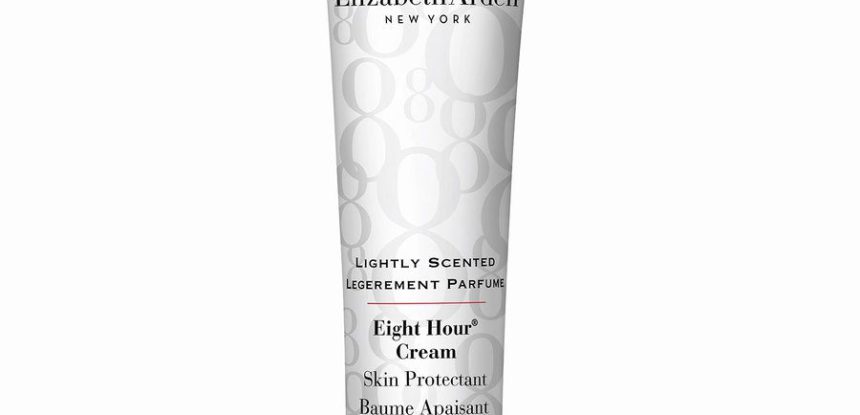 Elizabeth Arden
NEW YORK
LIGHTLY SCENTED
LEGEREMENT PARFUME
Eight Hour®
Cream
Skin Protectant
Baume Apaisant